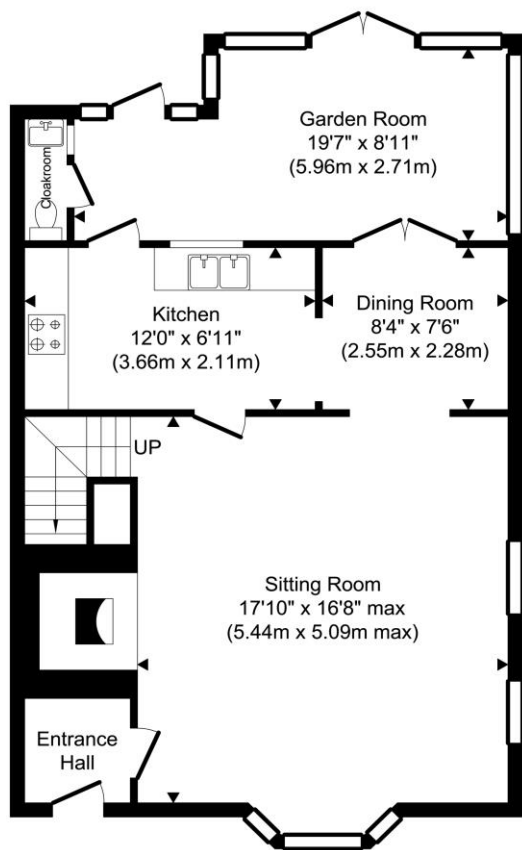 Garden Room
19'7" x 8'11"
(5.96m x 2.71m)
Cloakroom
Kitchen
12'0" x 6'11"
(3.66m x 2.11m)
Dining Room
8'4" x 7'6"
(2.55m x 2.28m)
UP
Sitting Room
17'10" x 16'8" max
(5.44m x 5.09m max)
Entrance
Hall